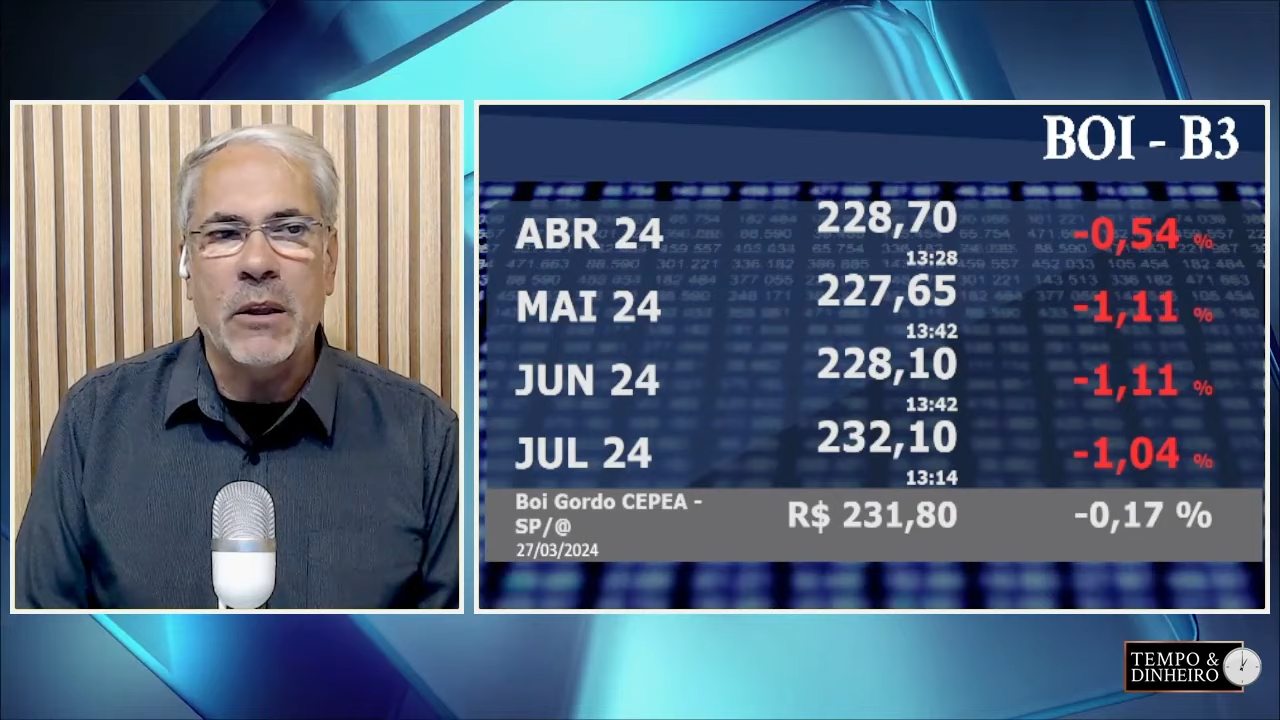 BOI - B3
ABR 24 228,70 -0,54 %
13:28
MAI 24 227,65 -1,11 %
13:42
JUN 24 228,10 -1,11 %
13:42
JUL 24 232,10 -1,04 %
13:14
Boi Gordo CEPEA -
SP/@ R$ 231,80 -0,17 %
27/03/2024
TEMPO &
DINHEIRO